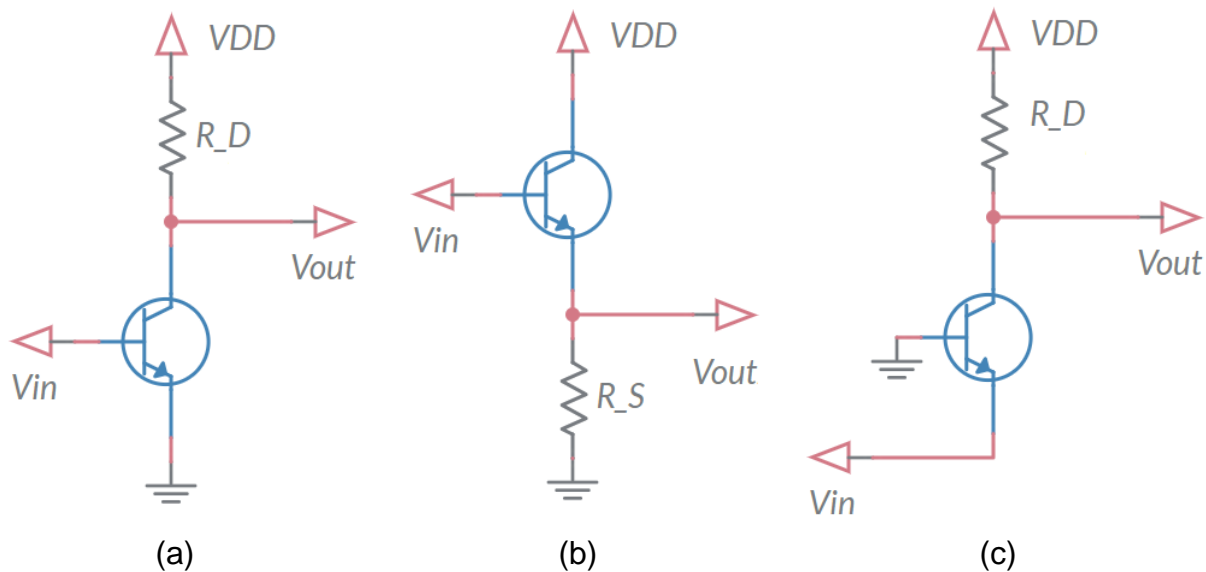 VDD
R_D
Vout
Vin
(a)
VDD
Vin
Vout
R_S
(b)
VDD
R_D
Vout
Vin
(c)